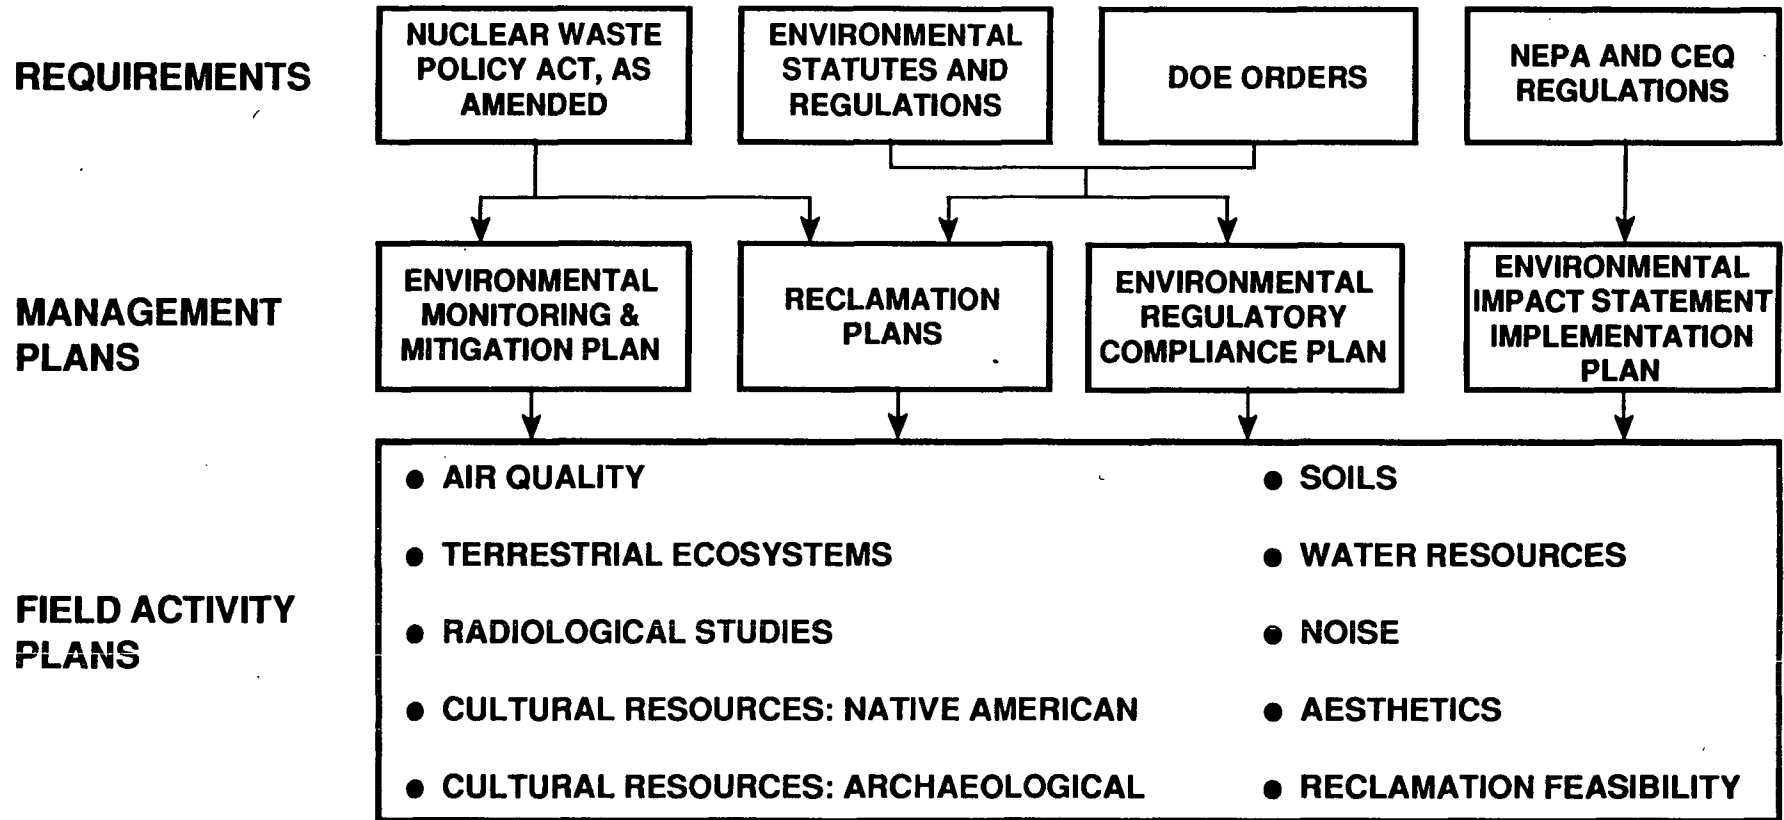 REQUIREMENTS
NUCLEAR WASTE
POLICY ACT, AS
AMENDED
ENVIRONMENTAL
STATUTES AND
REGULATIONS
DOE ORDERS
NEPA AND CEQ
REGULATIONS
MANAGEMENT
PLANS
ENVIRONMENTAL
MONITORING &
MITIGATION PLAN
RECLAMATION
PLANS
ENVIRONMENTAL
REGULATORY
COMPLIANCE PLAN
ENVIRONMENTAL
IMPACT STATEMENT
IMPLEMENTATION
PLAN
FIELD ACTIVITY
PLANS
● AIR QUALITY
● TERRESTRIAL ECOSYSTEMS
● RADIOLOGICAL STUDIES
● CULTURAL RESOURCES: NATIVE AMERICAN
● CULTURAL RESOURCES: ARCHAEOLOGICAL
● SOILS
● WATER RESOURCES
● NOISE
● AESTHETICS
● RECLAMATION FEASIBILITY